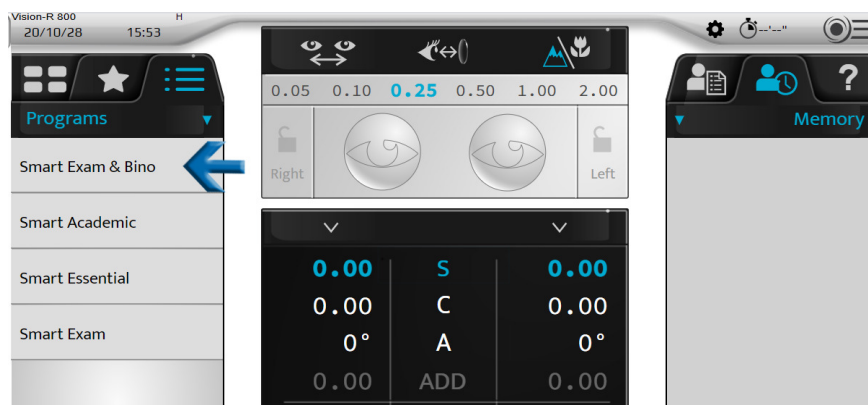 Vision-R 800
H
20/10/28 15:53
--'--"
?
Programs
Memory
Smart Exam & Bino
Smart Academic
Smart Essential
Smart Exam
0.05 0.10 0.25 0.50 1.00 2.00
Right
Left
0.00 S 0.00
0.00 C 0.00
0° A 0°
0.00 ADD 0.00